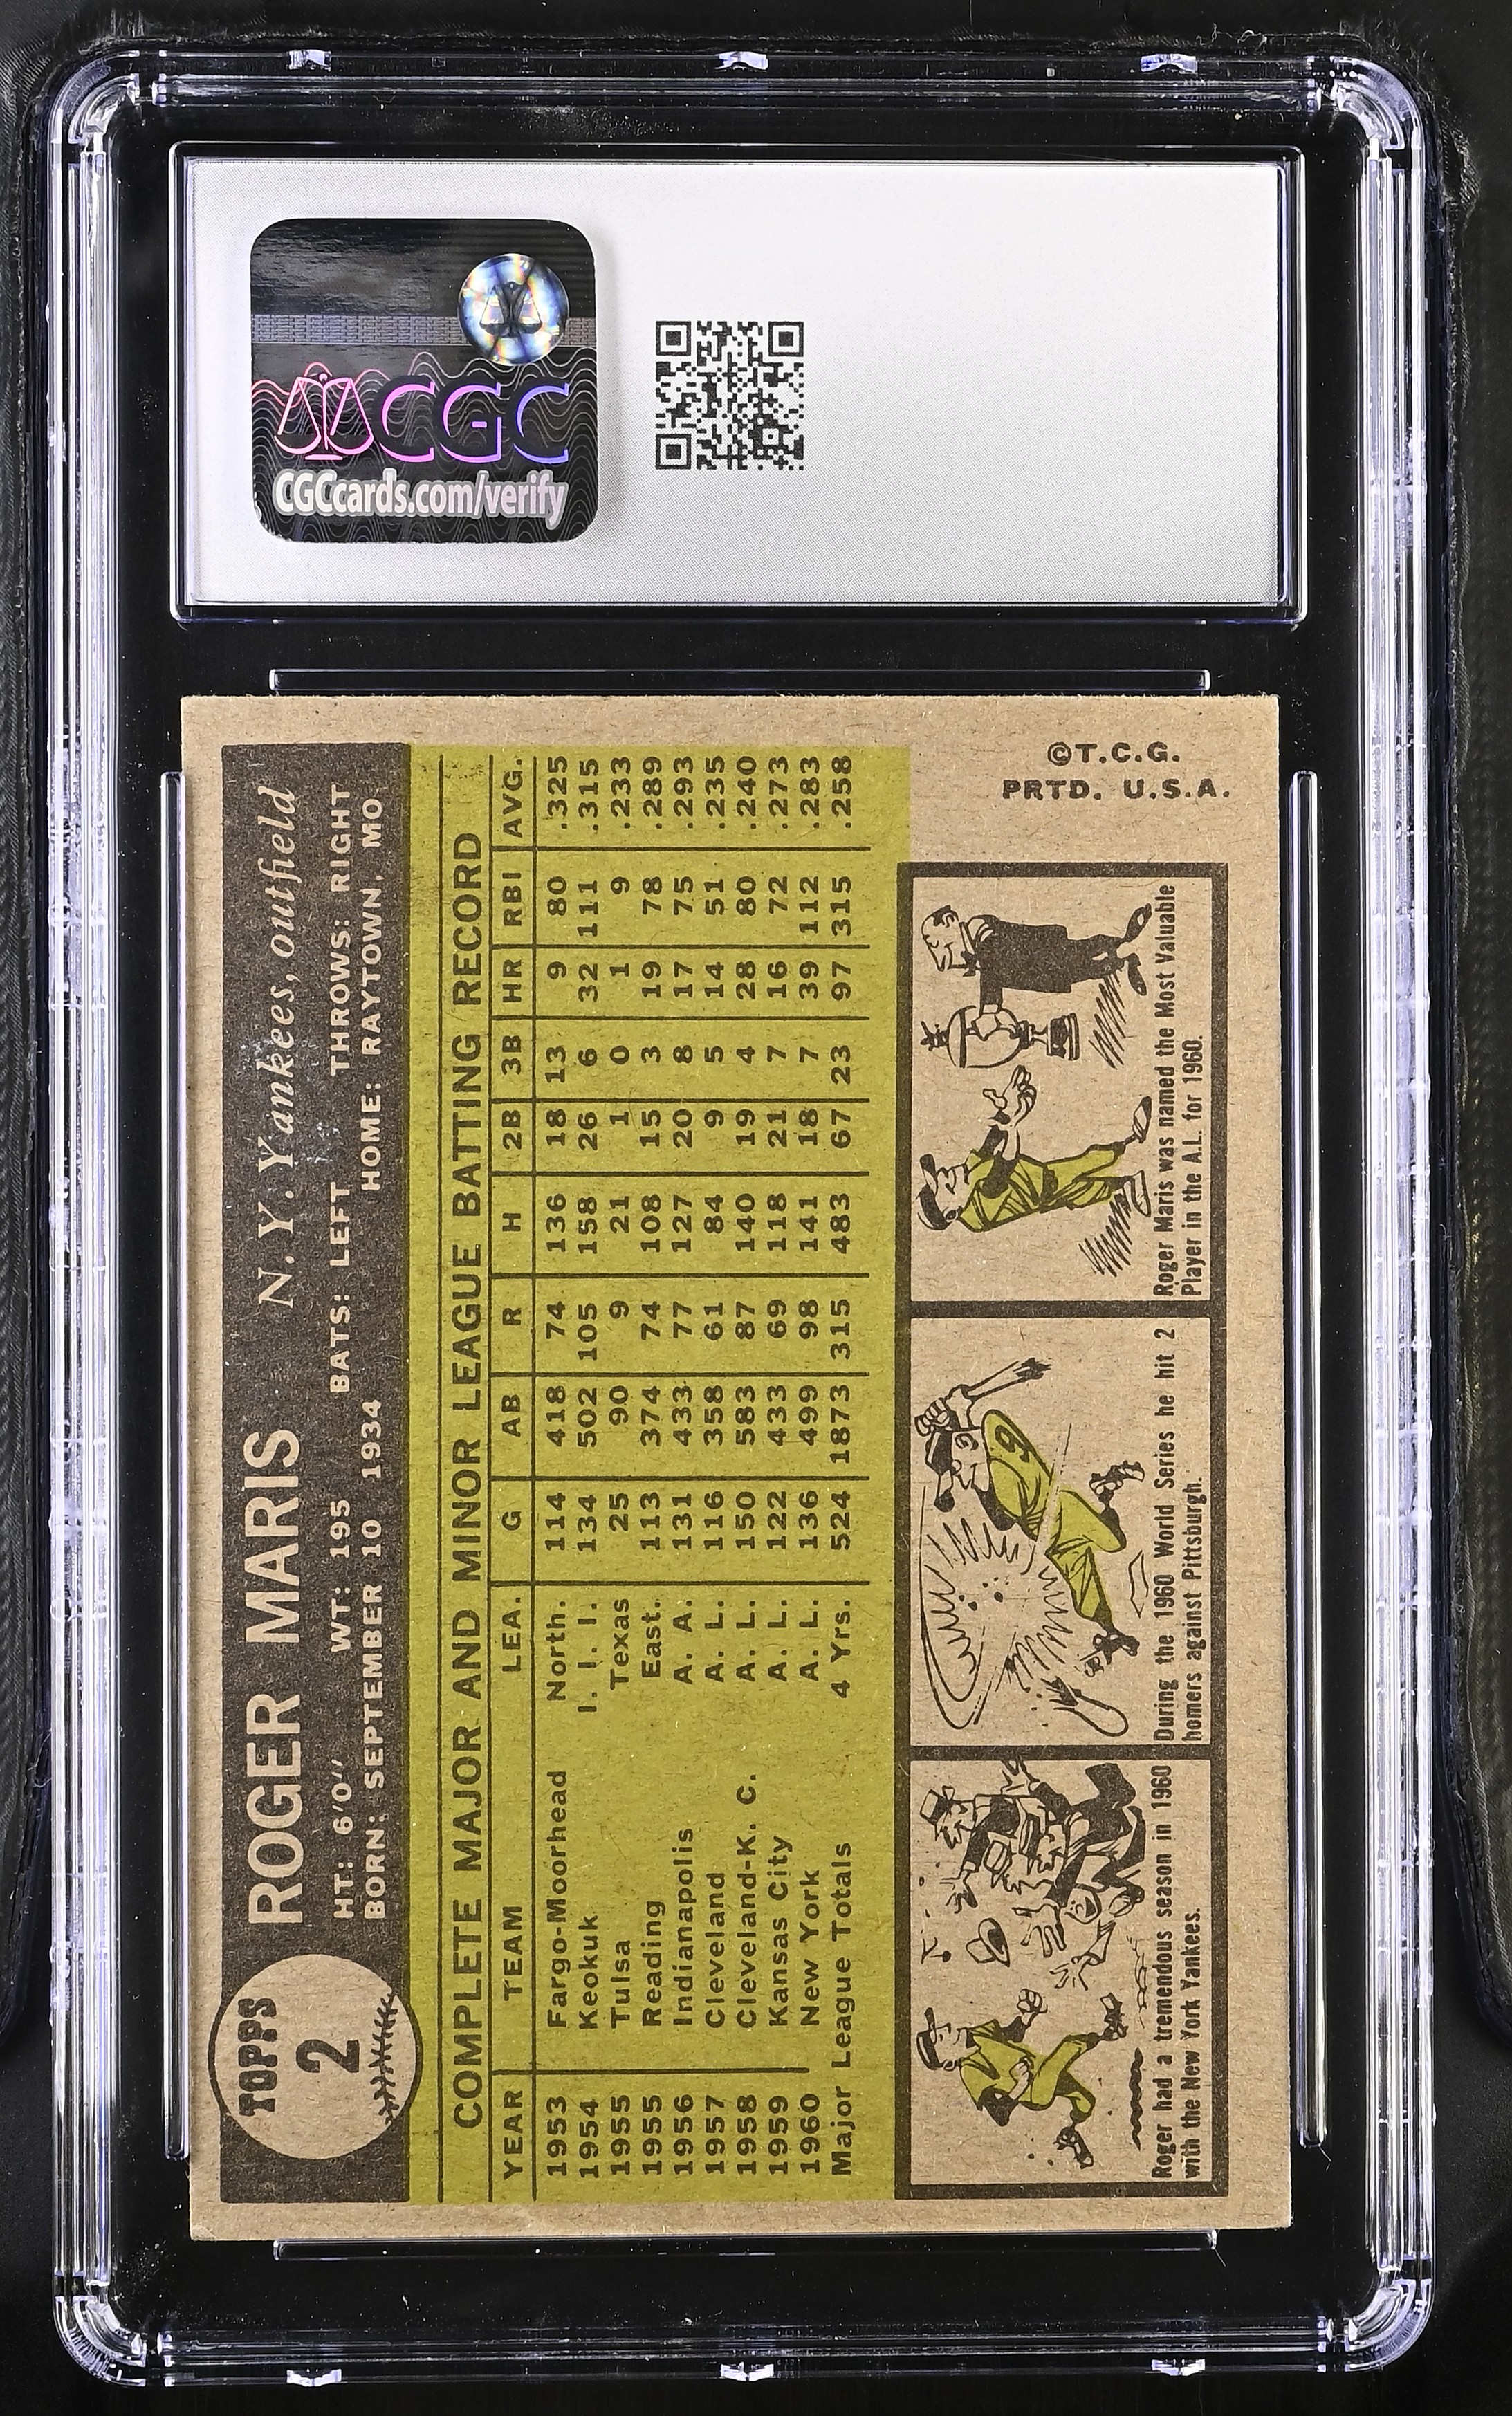 CGC
CGCcards.com/verify
TOPPS
2
ROGER MARIS N.Y. Yankees, outfield
HT: 6'0" WT: 195 BATS: LEFT THROWS: RIGHT
BORN: SEPTEMBER 10 1934 HOME: RAYTOWN, MO
COMPLETE MAJOR AND MINOR LEAGUE BATTING RECORD
YEAR TEAM LEA. G AB R H 2B 3B HR RBI AVG.
1953 Fargo-Moorhead North. 114 418 74 136 18 13 9 80 .325
1954 Keokuk I. I. I. 134 502 105 158 26 6 32 111 .315
1955 Tulsa Texas 25 90 9 21 1 0 1 9 .233
1955 Reading East. 113 374 74 108 15 3 19 78 .289
1956 Indianapolis A. A. 131 433 77 127 20 8 17 75 .293
1957 Cleveland A. L. 116 358 61 84 9 5 14 51 .235
1958 Cleveland-K. C. A. L. 150 583 87 140 19 4 28 80 .240
1959 Kansas City A. L. 122 433 69 118 21 7 16 72 .273
1960 New York A. L. 136 499 98 141 18 7 39 112 .283
Major League Totals 4 Yrs. 524 1873 315 483 67 23 97 315 .258
Roger had a tremendous season in 1960
with the New York Yankees.
9
During the 1960 World Series he hit 2
homers against Pittsburgh.
Roger Maris was named the Most Valuable
Player in the A.L. for 1960.
©T.C.G.
PRTD. U.S.A.